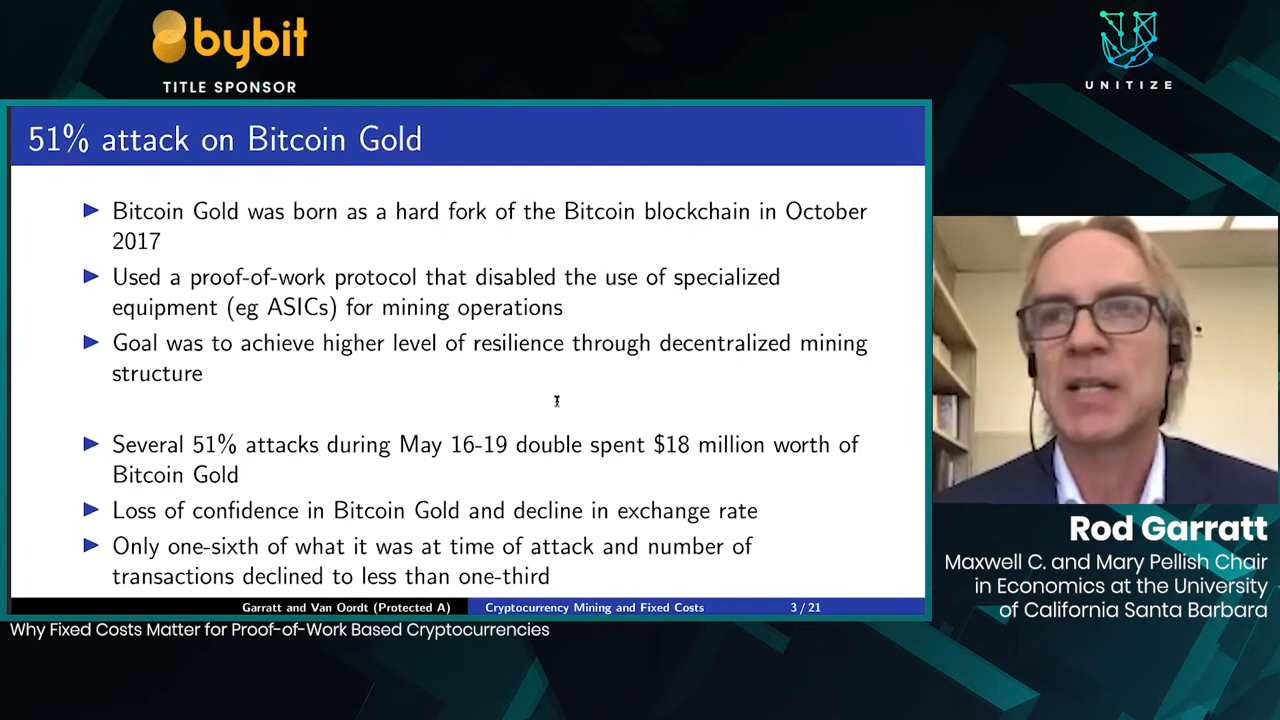 bybit
TITLE SPONSOR
UNITIZE
51% attack on Bitcoin Gold
Bitcoin Gold was born as a hard fork of the Bitcoin blockchain in October
2017
Used a proof-of-work protocol that disabled the use of specialized
equipment (eg ASICs) for mining operations
Goal was to achieve higher level of resilience through decentralized mining
structure
Several 51% attacks during May 16-19 double spent $18 million worth of
Bitcoin Gold
Loss of confidence in Bitcoin Gold and decline in exchange rate
Only one-sixth of what it was at time of attack and number of
transactions declined to less than one-third
Garratt and Van Oordt (Protected A)
Cryptocurrency Mining and Fixed Costs
3 / 21
Why Fixed Costs Matter for Proof-of-Work Based Cryptocurrencies
Rod Garratt
Maxwell C. and Mary Pellish Chair
in Economics at the University
of California Santa Barbara